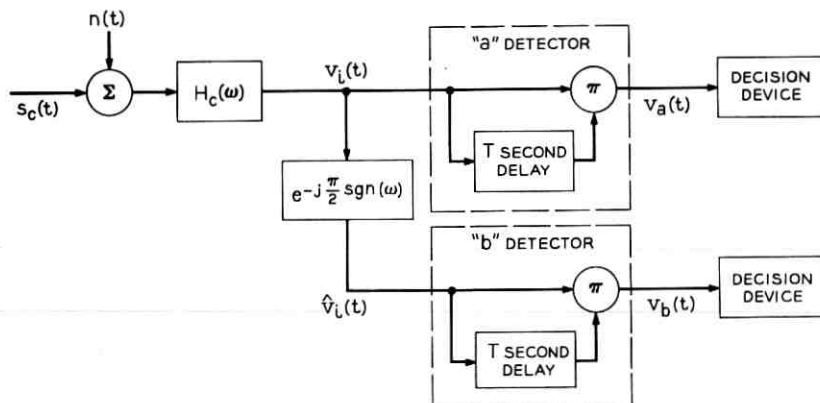 n(t)
"a" DETECTOR
s_c(t)
Σ
H_c(ω)
v_i(t)
π
v_a(t)
DECISION
DEVICE
T SECOND
DELAY
e^{-j π/2 sgn(ω)}
"b" DETECTOR
v̂_i(t)
π
v_b(t)
DECISION
DEVICE
T SECOND
DELAY